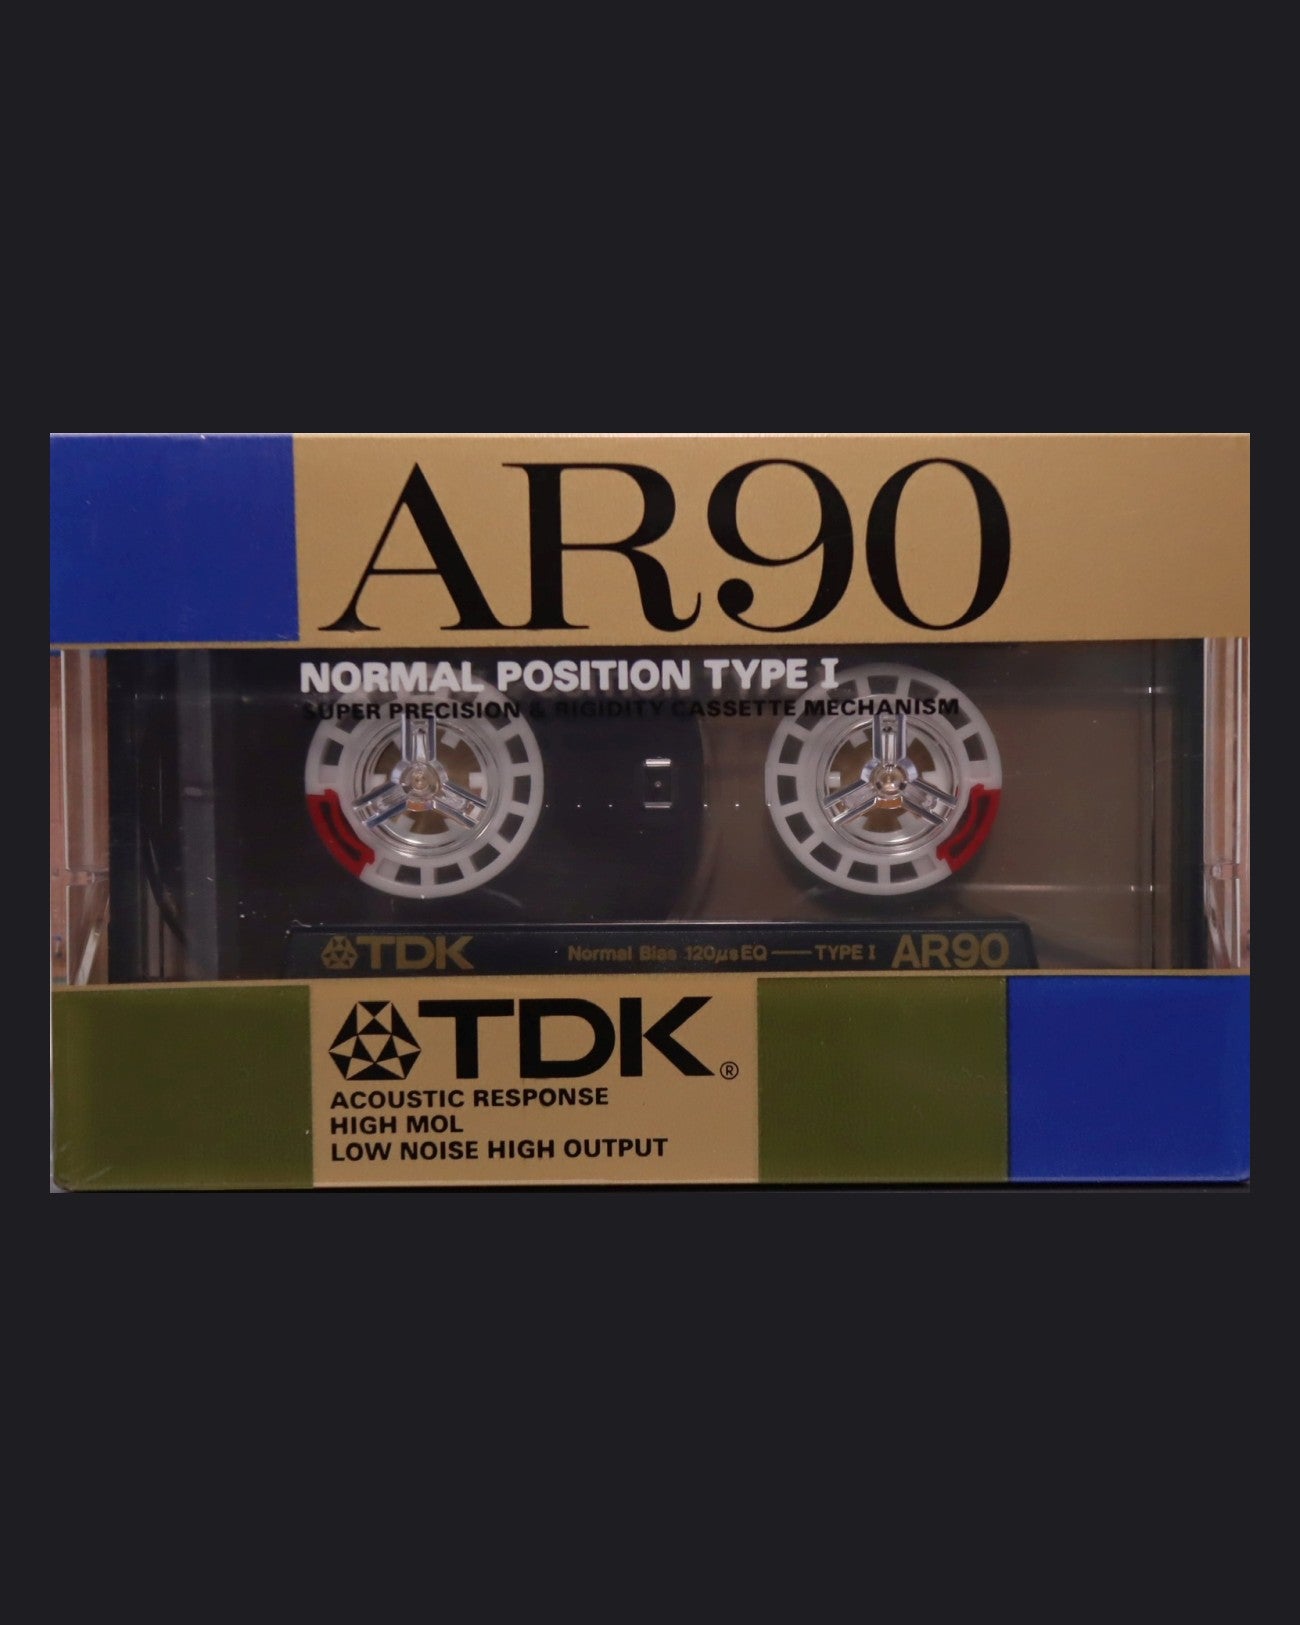 AR90
NORMAL POSITION TYPE I
SUPER PRECISION & RIGIDITY CASSETTE MECHANISM
TDK Normal Bias 120μs EQ — TYPE I AR90
TDK®
ACOUSTIC RESPONSE
HIGH MOL
LOW NOISE HIGH OUTPUT